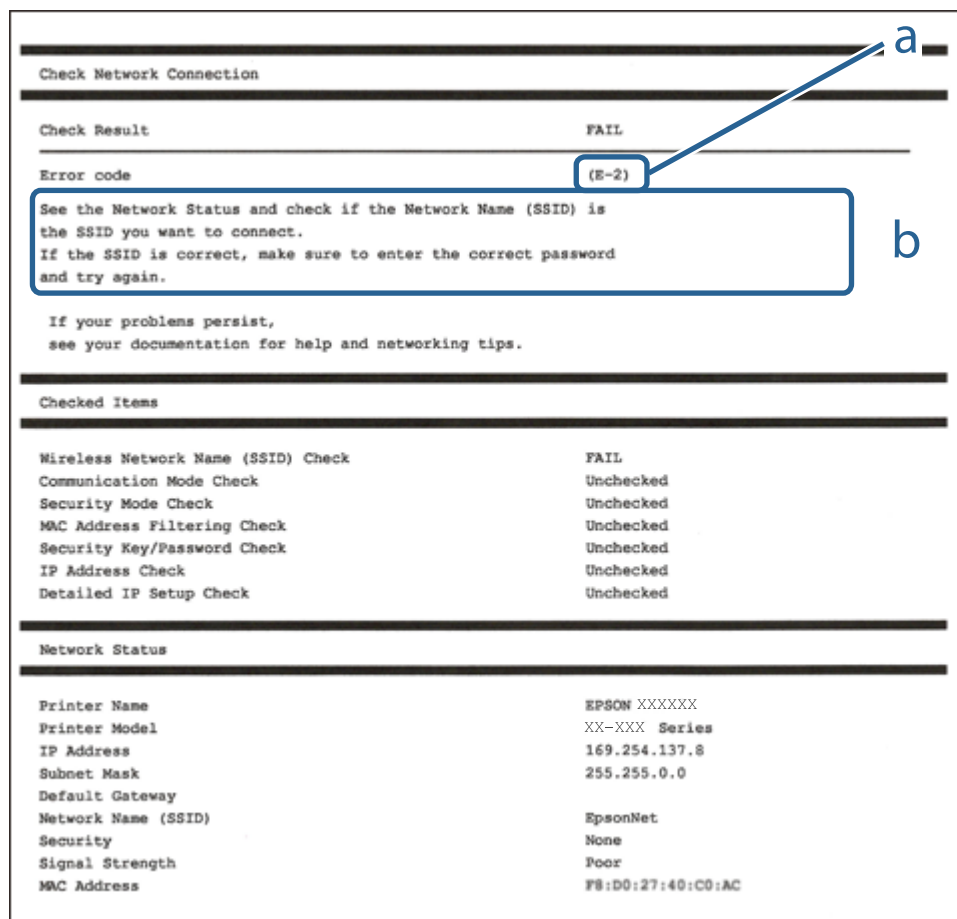 a
Check Network Connection
Check Result FAIL
Error code (E-2)
See the Network Status and check if the Network Name (SSID) is
the SSID you want to connect.
If the SSID is correct, make sure to enter the correct password
and try again.
b
If your problems persist,
see your documentation for help and networking tips.
Checked Items
Wireless Network Name (SSID) Check FAIL
Communication Mode Check Unchecked
Security Mode Check Unchecked
MAC Address Filtering Check Unchecked
Security Key/Password Check Unchecked
IP Address Check Unchecked
Detailed IP Setup Check Unchecked
Network Status
Printer Name EPSON XXXXXX
Printer Model XX-XXX Series
IP Address 169.254.137.8
Subnet Mask 255.255.0.0
Default Gateway
Network Name (SSID) EpsonNet
Security None
Signal Strength Poor
MAC Address F8:D0:27:40:C0:AC